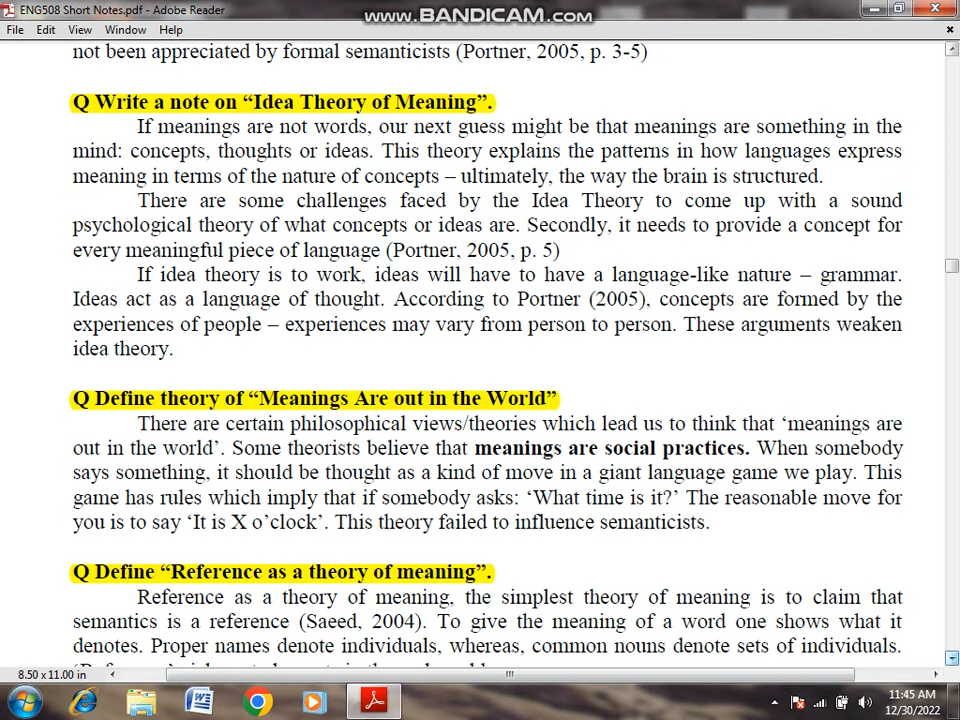 ENG508 Short Notes.pdf - Adobe Reader
www.BANDICAM.com
File Edit View Window Help
not been appreciated by formal semanticists (Portner, 2005, p. 3-5)
Q Write a note on “Idea Theory of Meaning”.
If meanings are not words, our next guess might be that meanings are something in the
mind: concepts, thoughts or ideas. This theory explains the patterns in how languages express
meaning in terms of the nature of concepts – ultimately, the way the brain is structured.
There are some challenges faced by the Idea Theory to come up with a sound
psychological theory of what concepts or ideas are. Secondly, it needs to provide a concept for
every meaningful piece of language (Portner, 2005, p. 5)
If idea theory is to work, ideas will have to have a language-like nature – grammar.
Ideas act as a language of thought. According to Portner (2005), concepts are formed by the
experiences of people – experiences may vary from person to person. These arguments weaken
idea theory.
Q Define theory of “Meanings Are out in the World”
There are certain philosophical views/theories which lead us to think that ‘meanings are
out in the world’. Some theorists believe that meanings are social practices. When somebody
says something, it should be thought as a kind of move in a giant language game we play. This
game has rules which imply that if somebody asks: ‘What time is it?’ The reasonable move for
you is to say ‘It is X o’clock’. This theory failed to influence semanticists.
Q Define “Reference as a theory of meaning”.
Reference as a theory of meaning, the simplest theory of meaning is to claim that
semantics is a reference (Saeed, 2004). To give the meaning of a word one shows what it
denotes. Proper names denote individuals, whereas, common nouns denote sets of individuals.
8.50 x 11.00 in
11:45 AM
12/30/2022